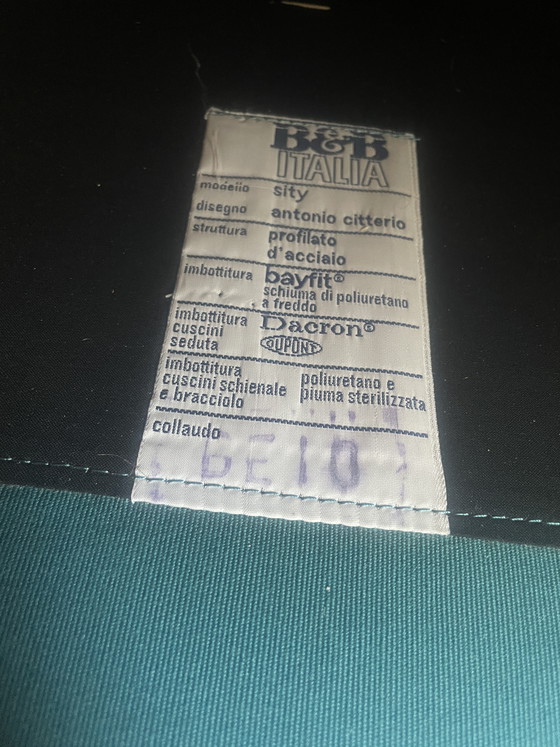 B&B
ITALIA
modello sity
disegno antonio citterio
struttura profilato
d'acciaio
imbottitura bayfit®
schiuma di poliuretano
a freddo
imbottitura Dacron®
cuscini
seduta DUPONT
imbottitura
cuscini schienale poliuretano e
e bracciolo piuma sterilizzata
collaudo
GE10